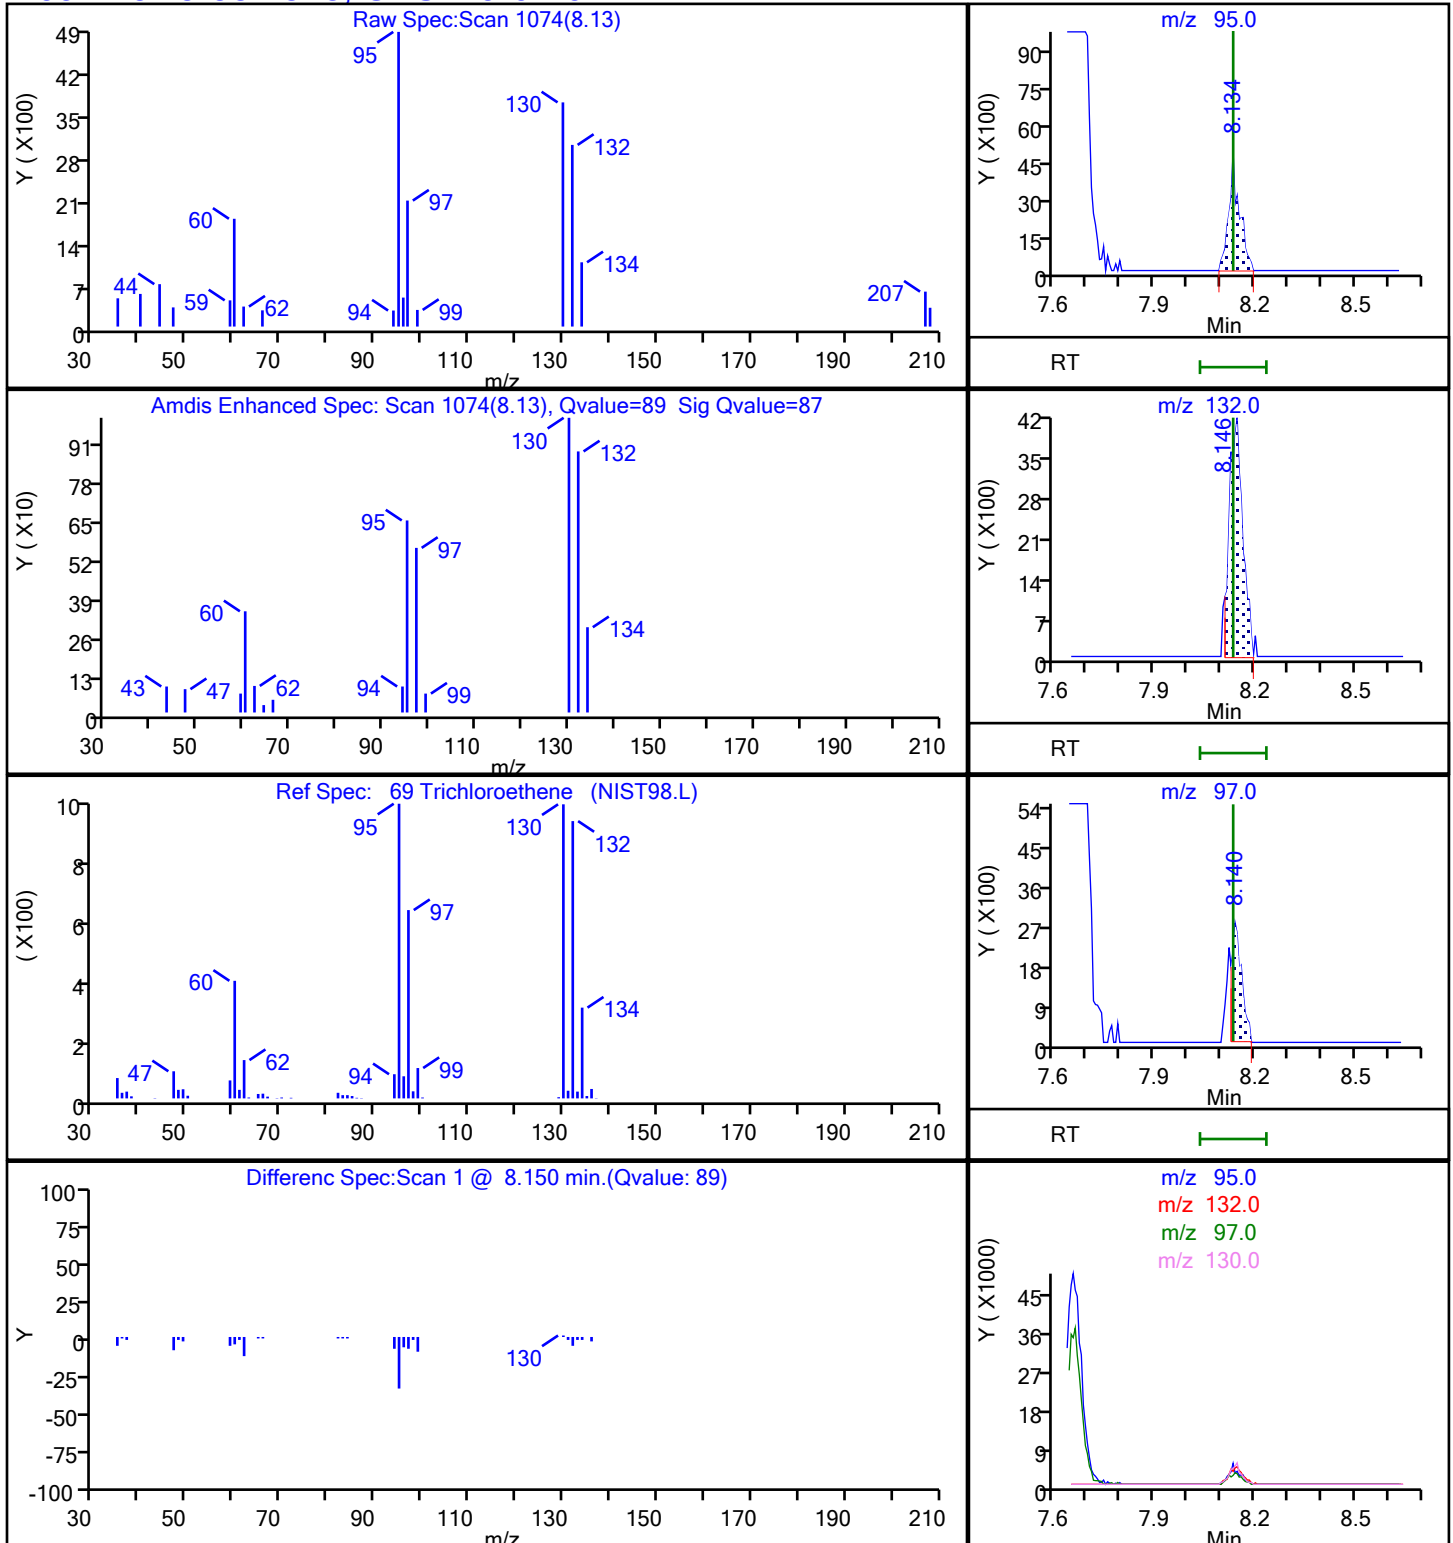 Raw Spec:Scan 1074(8.13)
Y ( X100)
49
42
35
28
21
14
7
0
95
130
132
97
60
134
44
59
62
94
99
207
30 50 70 90 110 130 150 170 190 210
m/z
m/z 95.0
Y ( X100)
90
75
60
45
30
15
0
8.134
7.6 7.9 8.2 8.5
Min
RT
Amdis Enhanced Spec: Scan 1074(8.13), Qvalue=89 Sig Qvalue=87
Y ( X10)
91
78
65
52
39
26
13
0
130
132
95
97
60
134
43
47
62
94
99
30 50 70 90 110 130 150 170 190 210
m/z
m/z 132.0
Y ( X100)
42
35
28
21
14
7
0
8.146
7.6 7.9 8.2 8.5
Min
RT
Ref Spec: 69 Trichloroethene (NIST98.L)
( X100)
10
8
6
4
2
0
95
130
132
97
60
134
47
62
94
99
30 50 70 90 110 130 150 170 190 210
m/z
m/z 97.0
Y ( X100)
54
45
36
27
18
9
0
8.140
7.6 7.9 8.2 8.5
Min
RT
Differenc Spec:Scan 1 @ 8.150 min.(Qvalue: 89)
Y
100
75
50
25
0
-25
-50
-75
-100
130
30 50 70 90 110 130 150 170 190 210
m/z
m/z 95.0
m/z 132.0
m/z 97.0
m/z 130.0
Y ( X1000)
45
36
27
18
9
0
7.6 7.9 8.2 8.5
Min